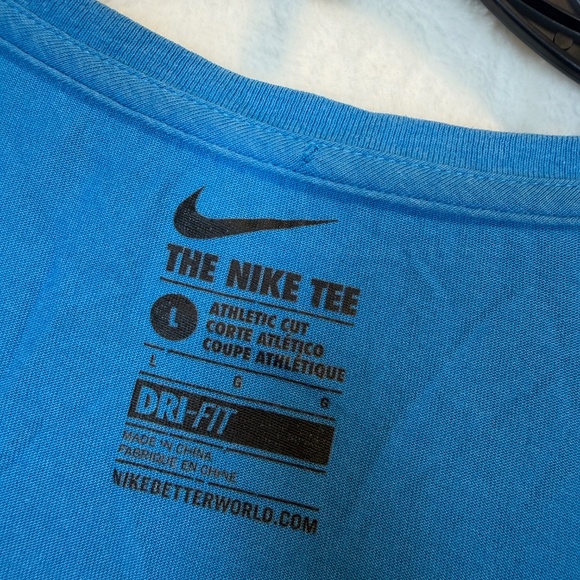 THE NIKE TEE
L
ATHLETIC CUT
CORTE ATLÉTICO
COUPE ATHLÉTIQUE
L G G
DRI-FIT
MADE IN CHINA
FABRIQUÉ EN CHINE
NIKEBETTERWORLD.COM